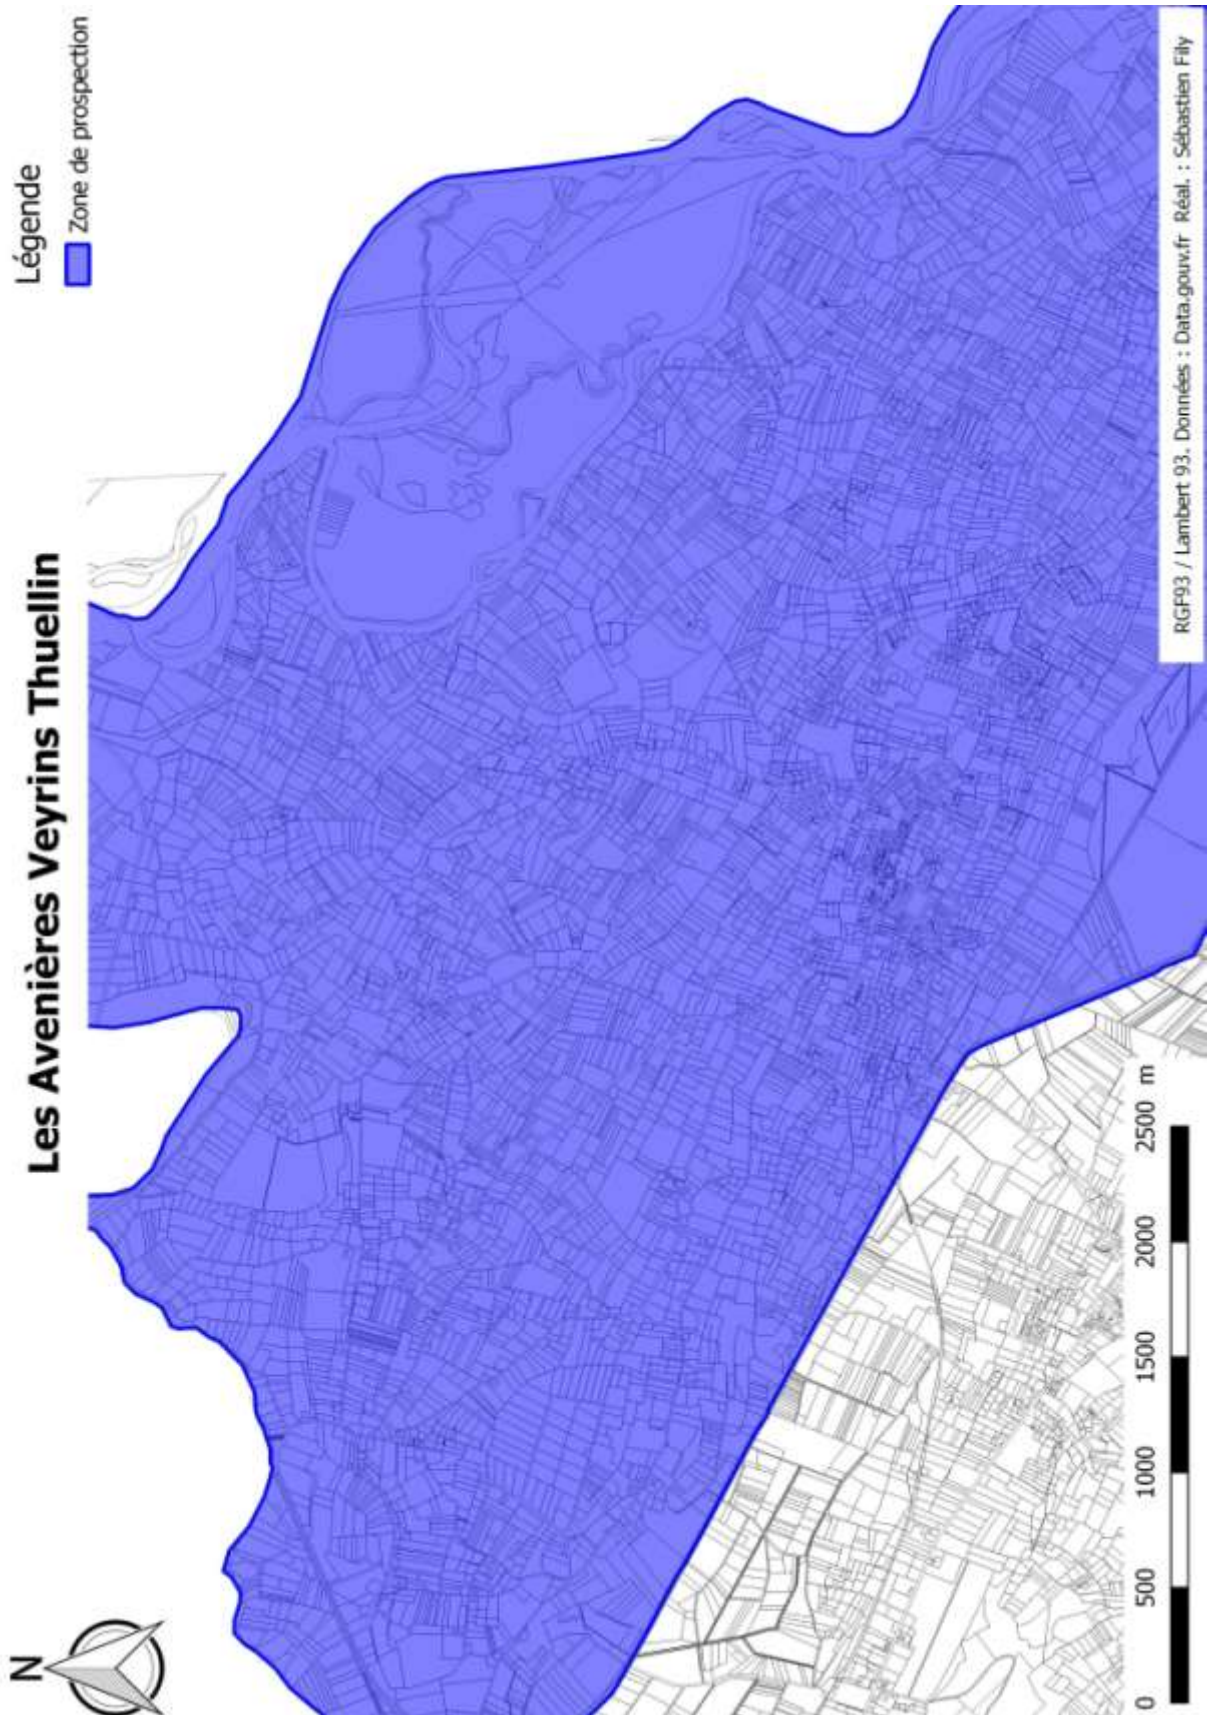 N
Les Avenières Veyrins Thuellin
Légende
Zone de prospection
0 500 1000 1500 2000 2500 m
RGF93 / Lambert 93. Données : Data.gouv.fr Réal. : Sébastien Fily